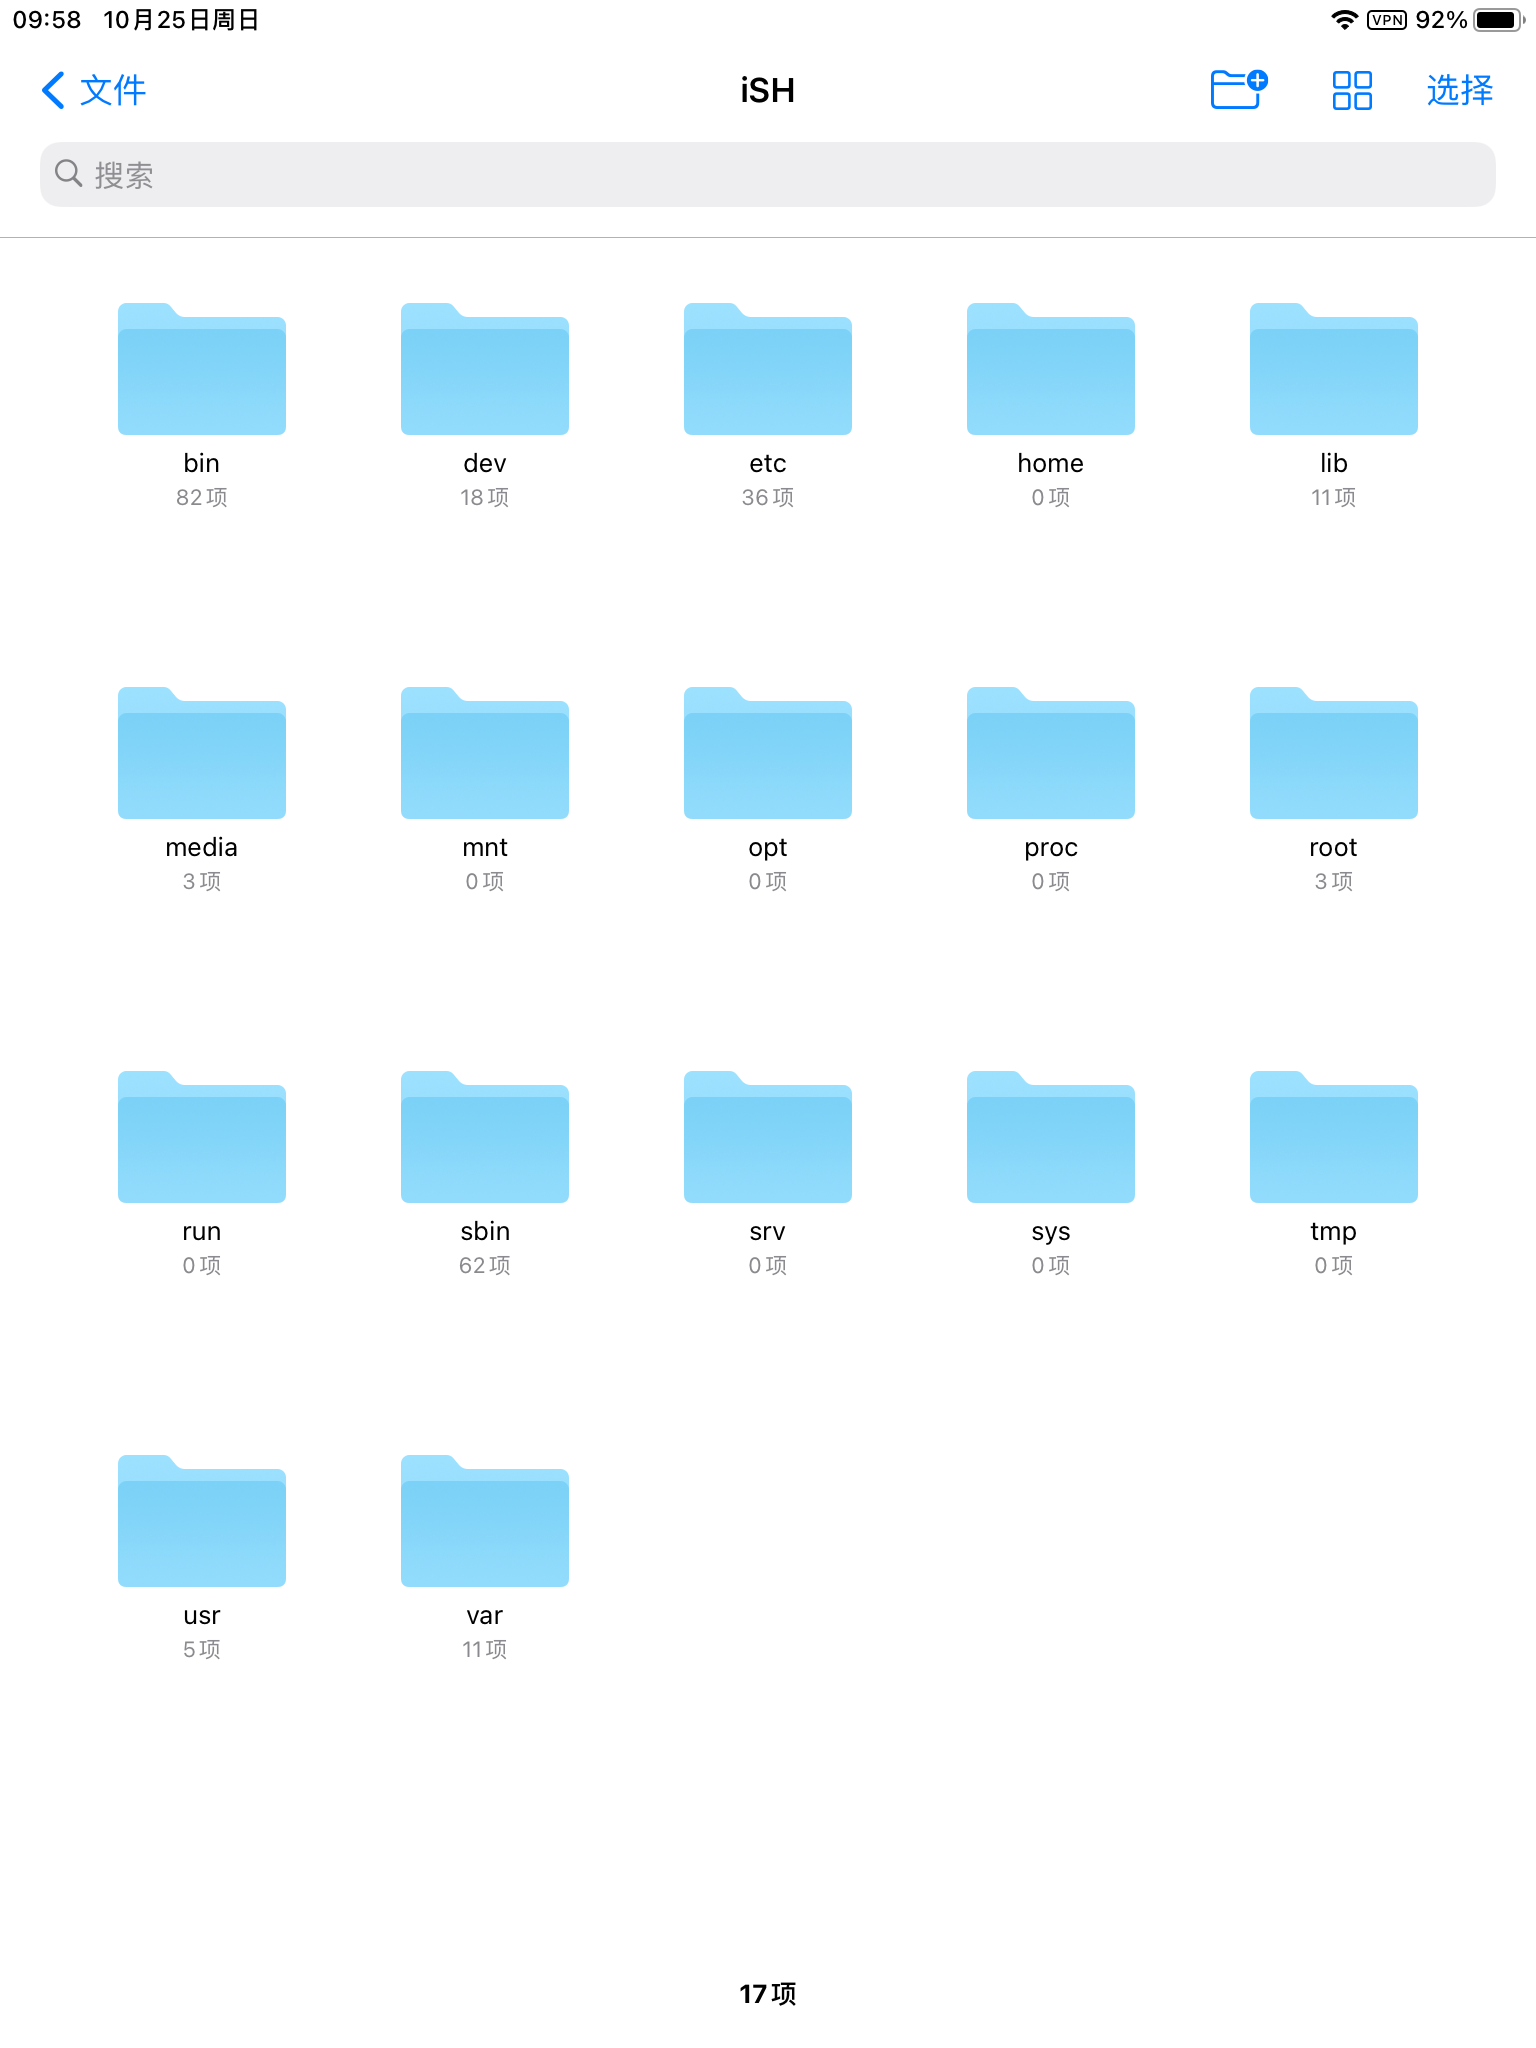 09:58 10月25日周日 VPN 92%
文件 iSH 选择
搜索
bin dev etc home lib
82项 18项 36项 0项 11项
media mnt opt proc root
3项 0项 0项 0项 3项
run sbin srv sys tmp
0项 62项 0项 0项 0项
usr var
5项 11项
17项